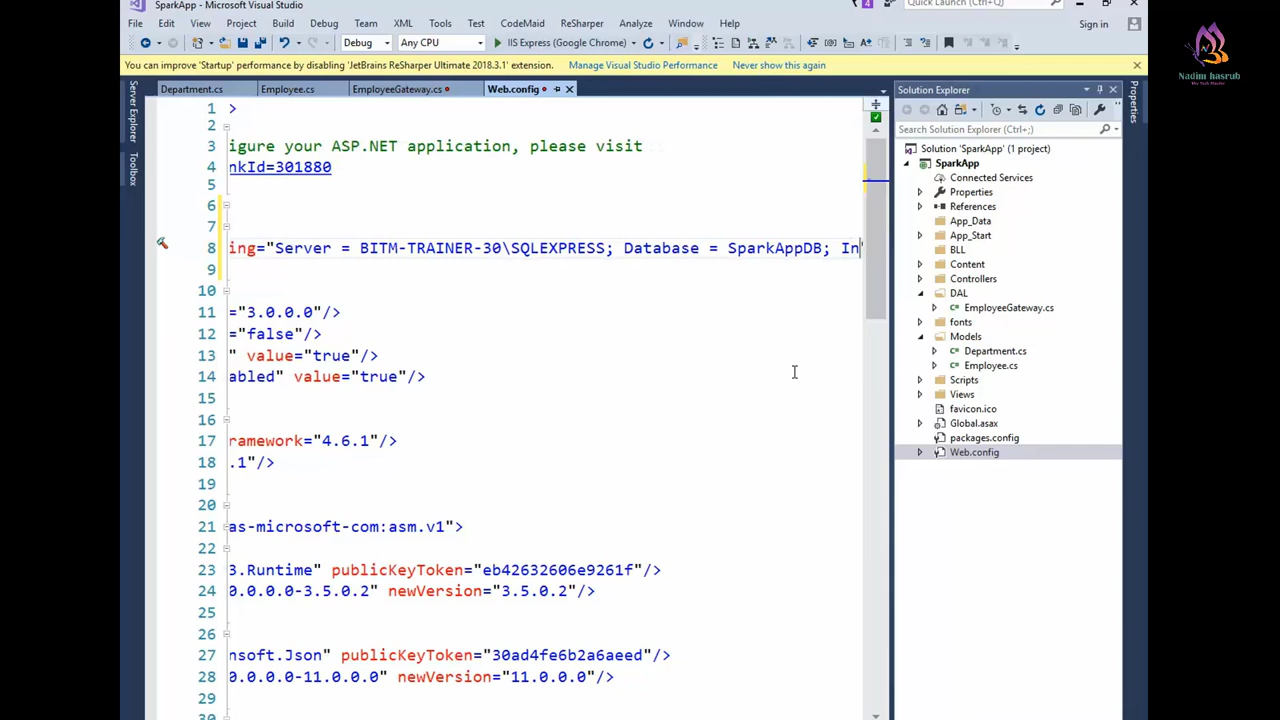 SparkApp - Microsoft Visual Studio
4
Quick Launch (Ctrl+Q)
File Edit View Project Build Debug Team XML Tools Test CodeMaid ReSharper Analyze Window Help
Sign in
Debug Any CPU IIS Express (Google Chrome)
You can improve 'Startup' performance by disabling 'JetBrains ReSharper Ultimate 2018.3.1' extension. Manage Visual Studio Performance Never show this again
Server Explorer
Toolbox
Department.cs Employee.cs EmployeeGateway.cs Web.config
1 >
2
3 igure your ASP.NET application, please visit
4 nkId=301880
5
6
7
8 ing="Server = BITM-TRAINER-30\SQLEXPRESS; Database = SparkAppDB; In"
9
10
11 ="3.0.0.0"/>
12 ="false"/>
13 " value="true"/>
14 abled" value="true"/>
15
16
17 ramework="4.6.1"/>
18 .1"/>
19
20
21 as-microsoft-com:asm.v1">
22
23 3.Runtime" publicKeyToken="eb42632606e9261f"/>
24 0.0.0.0-3.5.0.2" newVersion="3.5.0.2"/>
25
26
27 nsoft.Json" publicKeyToken="30ad4fe6b2a6aeed"/>
28 0.0.0.0-11.0.0.0" newVersion="11.0.0.0"/>
29
30
Solution Explorer
Search Solution Explorer (Ctrl+;)
Solution 'SparkApp' (1 project)
SparkApp
Connected Services
Properties
References
App_Data
App_Start
BLL
Content
Controllers
DAL
EmployeeGateway.cs
fonts
Models
Department.cs
Employee.cs
Scripts
Views
favicon.ico
Global.asax
packages.config
Web.config
Properties
Nadim hasrub